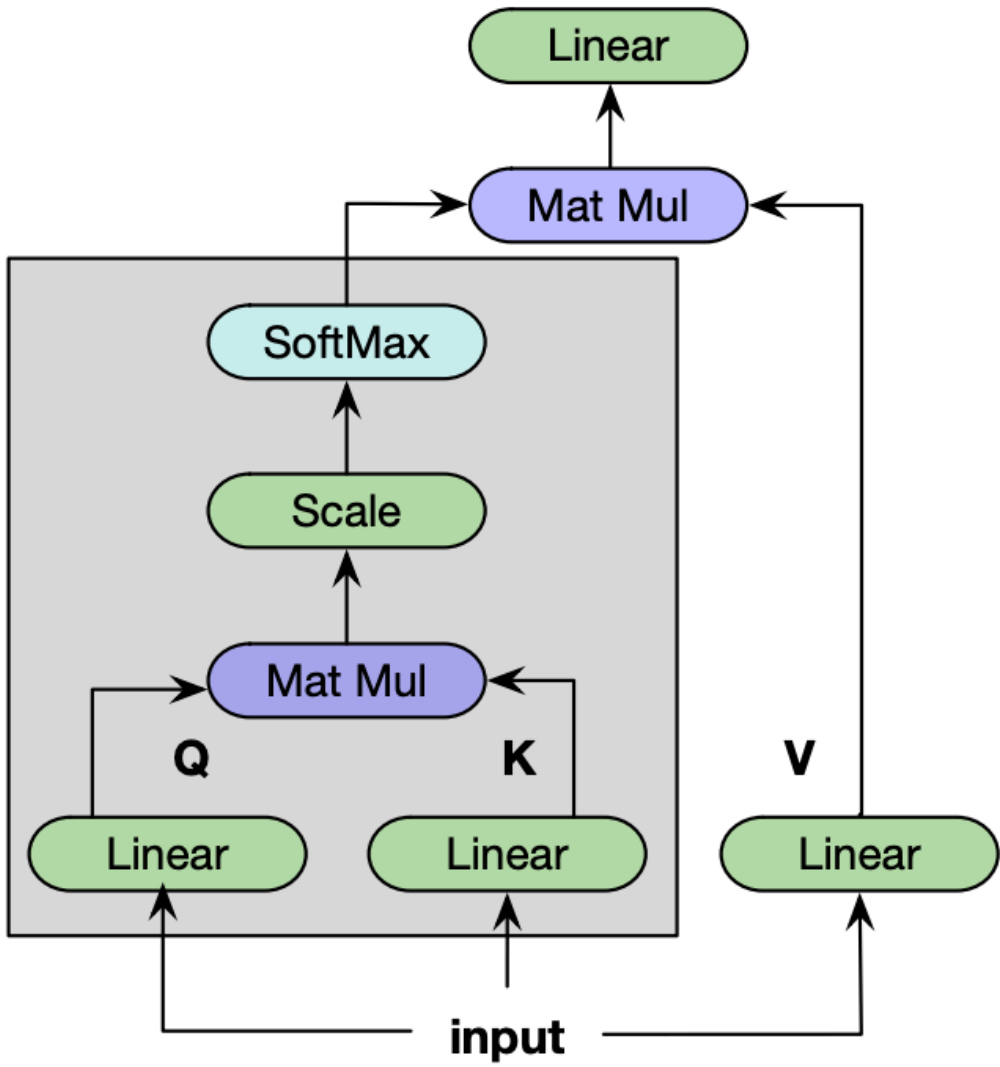 Linear
Mat Mul
SoftMax
Scale
Mat Mul
Q K V
Linear Linear Linear
input